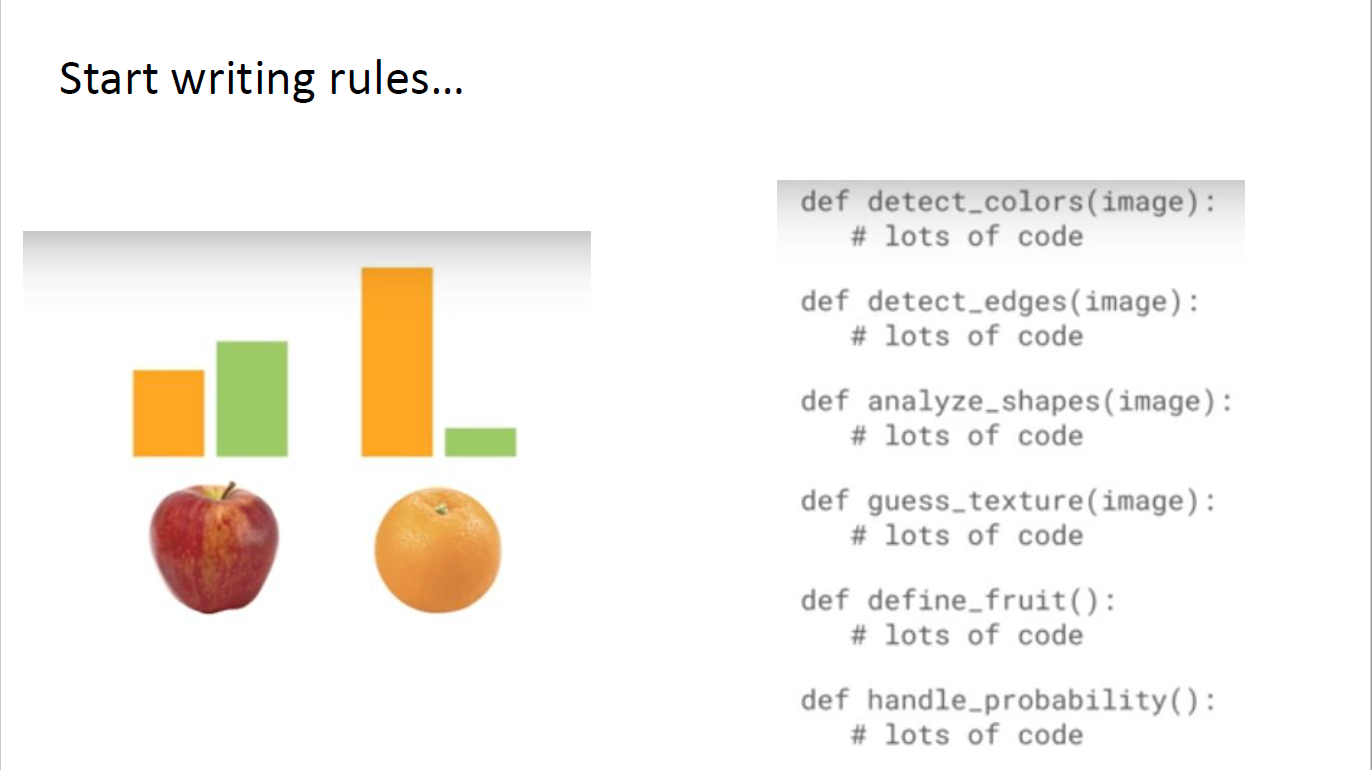 Start writing rules…
def detect_colors(image):
# lots of code
def detect_edges(image):
# lots of code
def analyze_shapes(image):
# lots of code
def guess_texture(image):
# lots of code
def define_fruit():
# lots of code
def handle_probability():
# lots of code